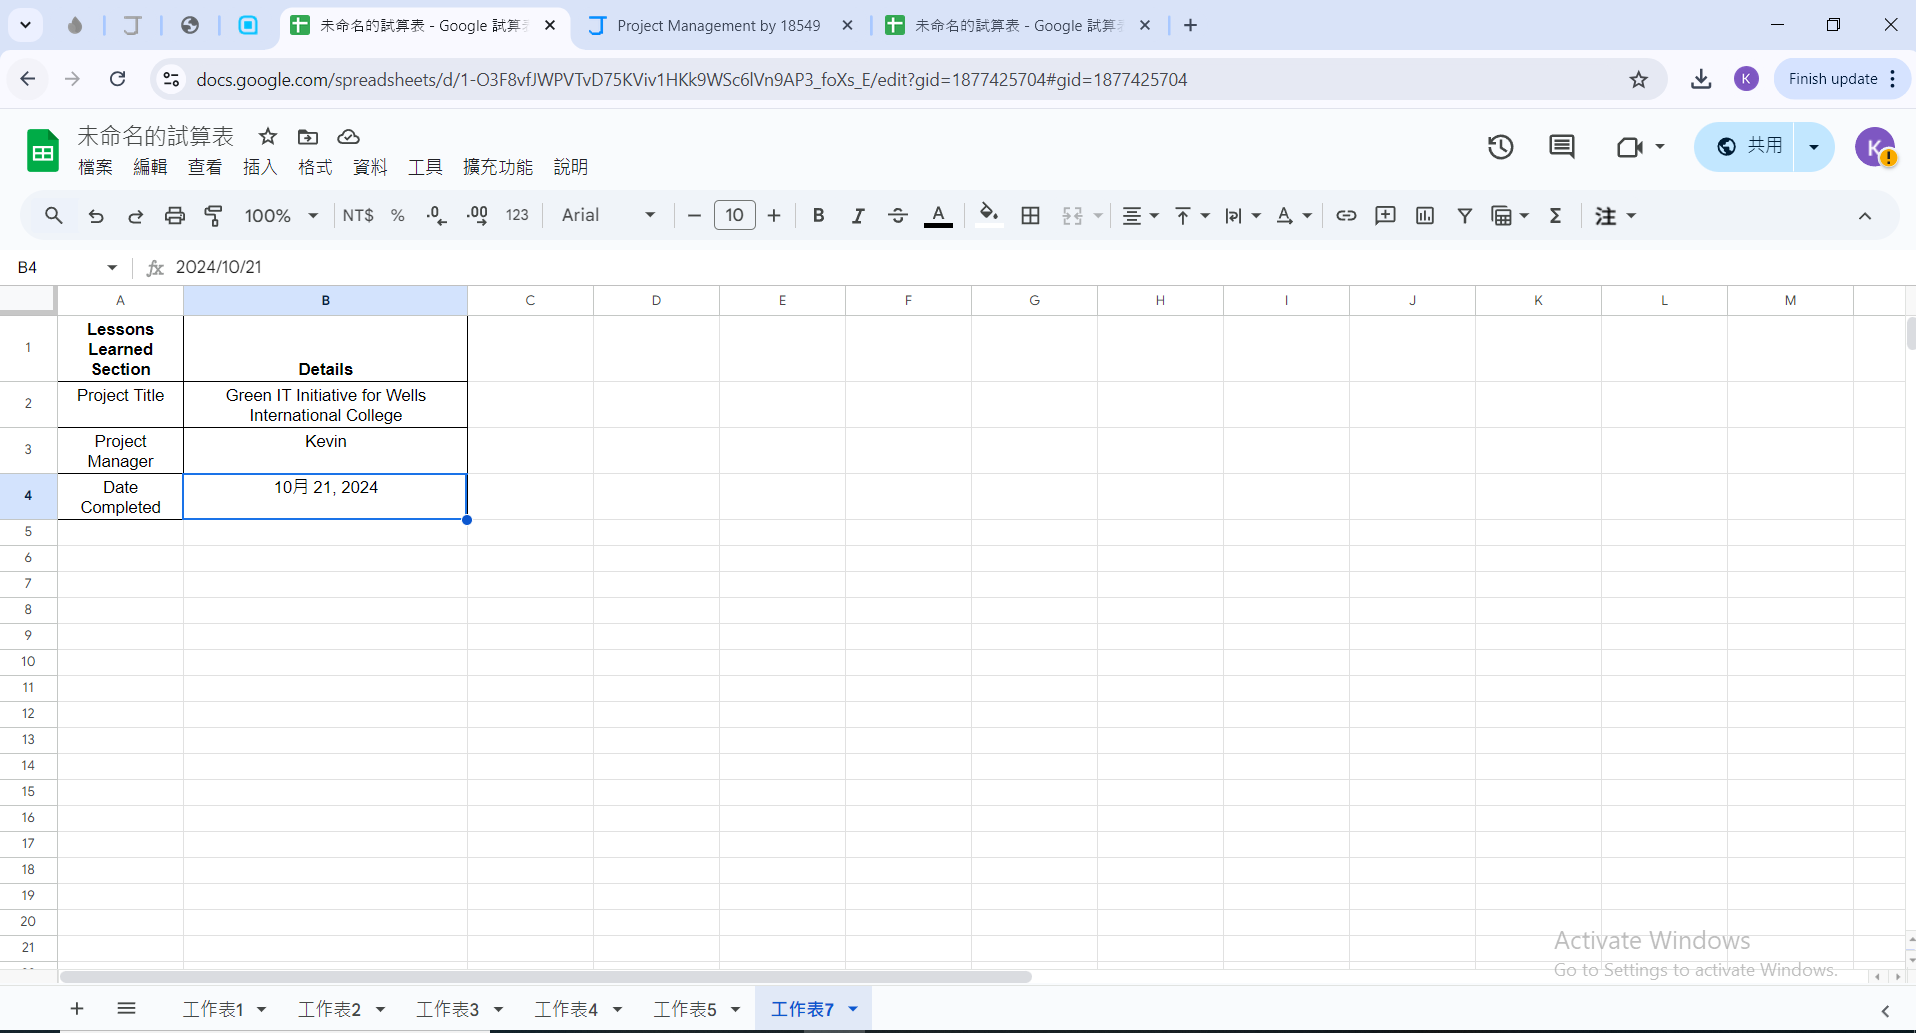 未命名的試算表 - Google 試算
Project Management by 18549
未命名的試算表 - Google 試算
docs.google.com/spreadsheets/d/1-O3F8vfJWPVTvD75KViv1HKk9WSc6lVn9AP3_foXs_E/edit?gid=1877425704#gid=1877425704
K
Finish update
未命名的試算表
檔案 編輯 查看 插入 格式 資料 工具 擴充功能 說明
共用
K
100% NT$ % .0 .00 123 Arial 10 B I A 注
B4 fx 2024/10/21
A B C D E F G H I J K L M
1 Lessons Learned Section Details
2 Project Title Green IT Initiative for Wells International College
3 Project Manager Kevin
4 Date Completed 10月 21, 2024
5
6
7
8
9
10
11
12
13
14
15
16
17
18
19
20
21
Activate Windows
Go to Settings to activate Windows.
工作表1 工作表2 工作表3 工作表4 工作表5 工作表7